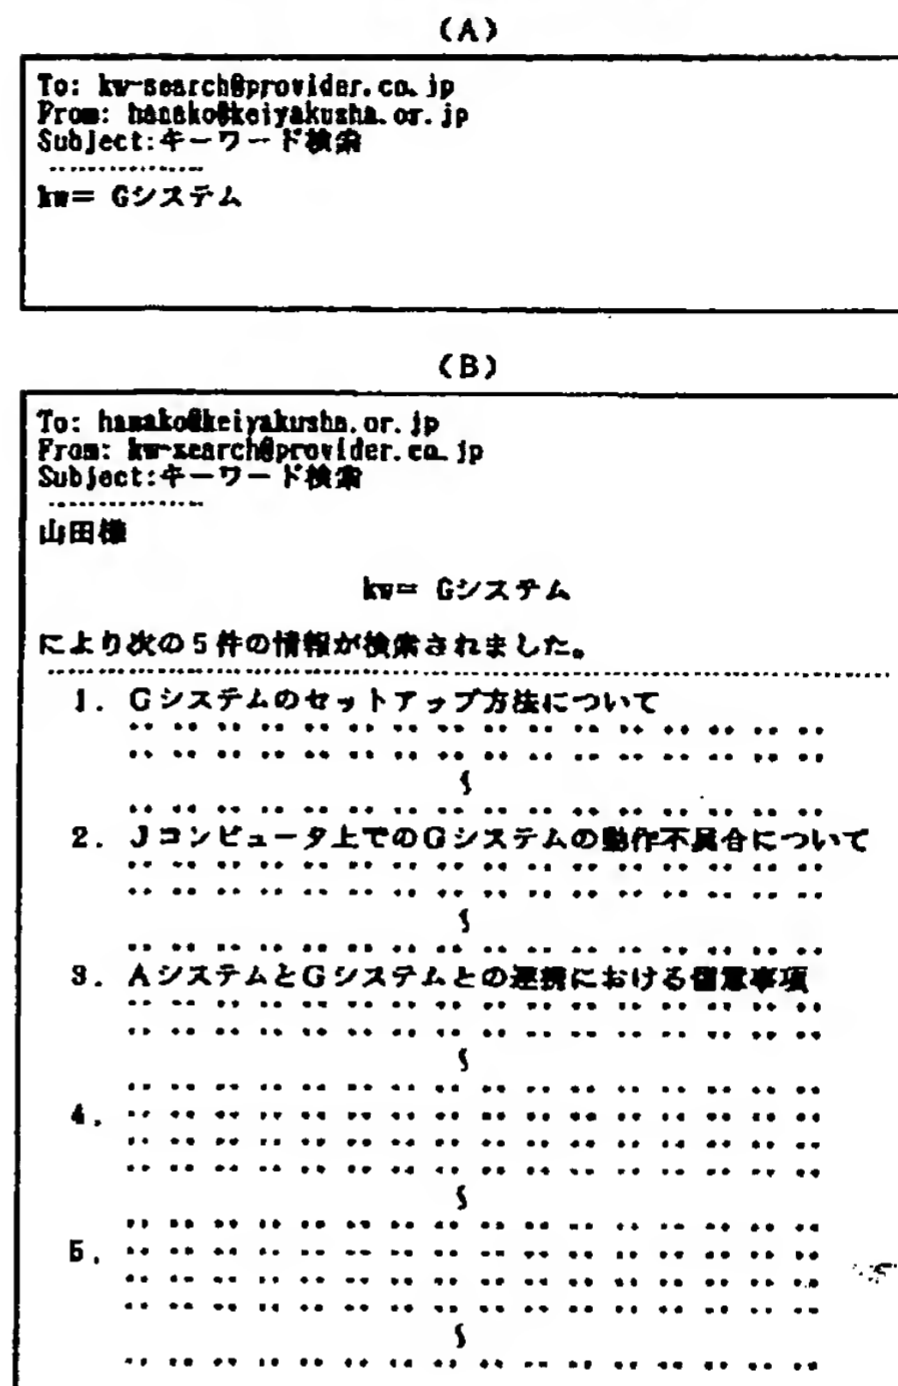 (A)
To: kw-search@provider.co.jp
From: hanako@keiyakusha.or.jp
Subject:キーワード検索
kw= Gシステム
(B)
To: hanako@keiyakusha.or.jp
From: kw-search@provider.co.jp
Subject:キーワード検索
山田様
kw= Gシステム
により次の5件の情報が検索されました。
1. Gシステムのセットアップ方法について
2. Jコンピュータ上でのGシステムの動作不具合について
3. AシステムとGシステムとの連携における留意事項
4.
5.